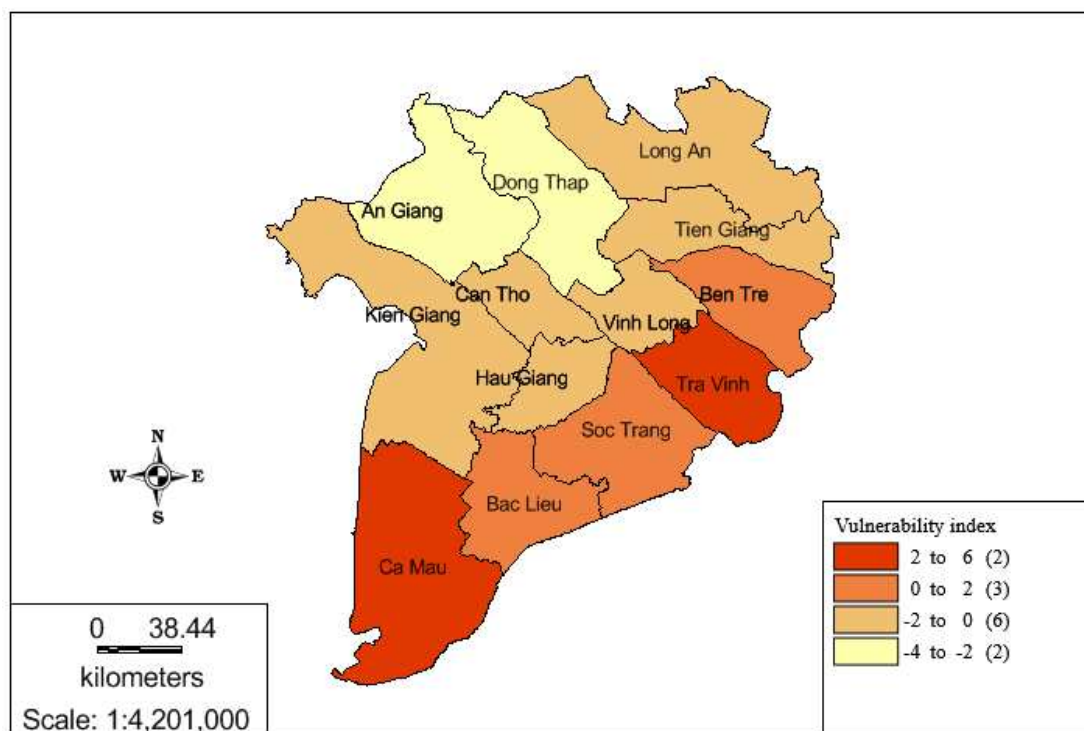 Long An
Dong Thap
An Giang
Tien Giang
Can Tho
Ben Tre
Kien Giang
Vinh Long
Hau Giang
Tra Vinh
Soc Trang
N
W E
S
Bac Lieu
Ca Mau
Vulnerability index
2 to 6 (2)
0 to 2 (3)
-2 to 0 (6)
-4 to -2 (2)
0 38.44
kilometers
Scale: 1:4,201,000